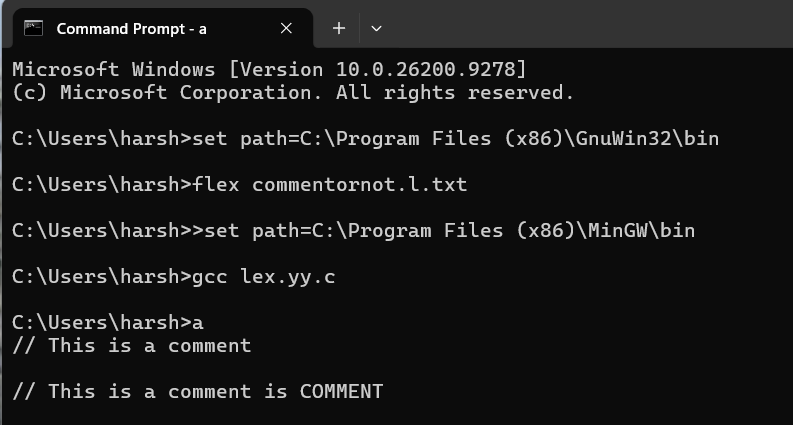 Command Prompt - a
Microsoft Windows [Version 10.0.26200.9278]
(c) Microsoft Corporation. All rights reserved.
C:\Users\harsh>set path=C:\Program Files (x86)\GnuWin32\bin
C:\Users\harsh>flex commentornot.l.txt
C:\Users\harsh>>set path=C:\Program Files (x86)\MinGW\bin
C:\Users\harsh>gcc lex.yy.c
C:\Users\harsh>a
// This is a comment
// This is a comment is COMMENT